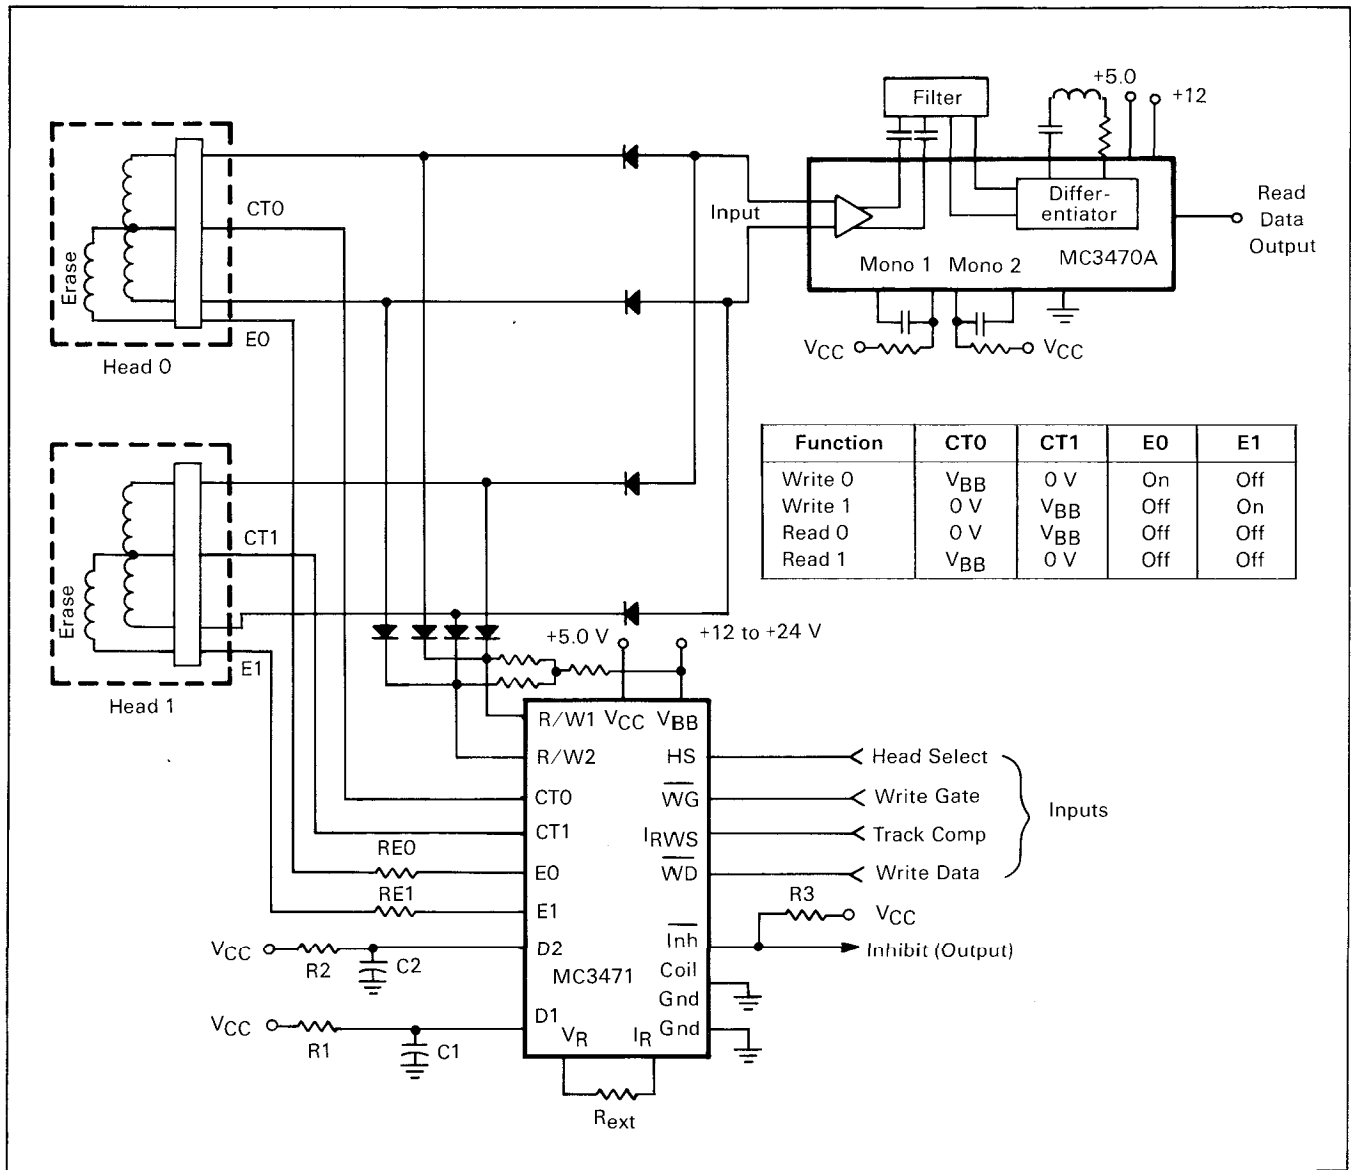 +5.0
+12
Filter
CT0
Erase
E0
Head 0
Input
Differ-
entiator
MC3470A
Mono 1 Mono 2
Read
Data
Output
VCC
VCC
Function CT0 CT1 E0 E1
Write 0 VBB 0 V On Off
Write 1 0 V VBB Off On
Read 0 0 V VBB Off Off
Read 1 VBB 0 V Off Off
CT1
Erase
E1
Head 1
+5.0 V
+12 to +24 V
R/W1 VCC VBB
R/W2 HS Head Select
CT0 WG Write Gate
CT1 IRWS Track Comp
RE0 E0 WD Write Data
Inputs
RE1 E1
R3 VCC
VCC R2 C2 D2
Inh Inhibit (Output)
MC3471
Coil
Gnd
VCC R1 C1 D1
VR IR Gnd
Rext